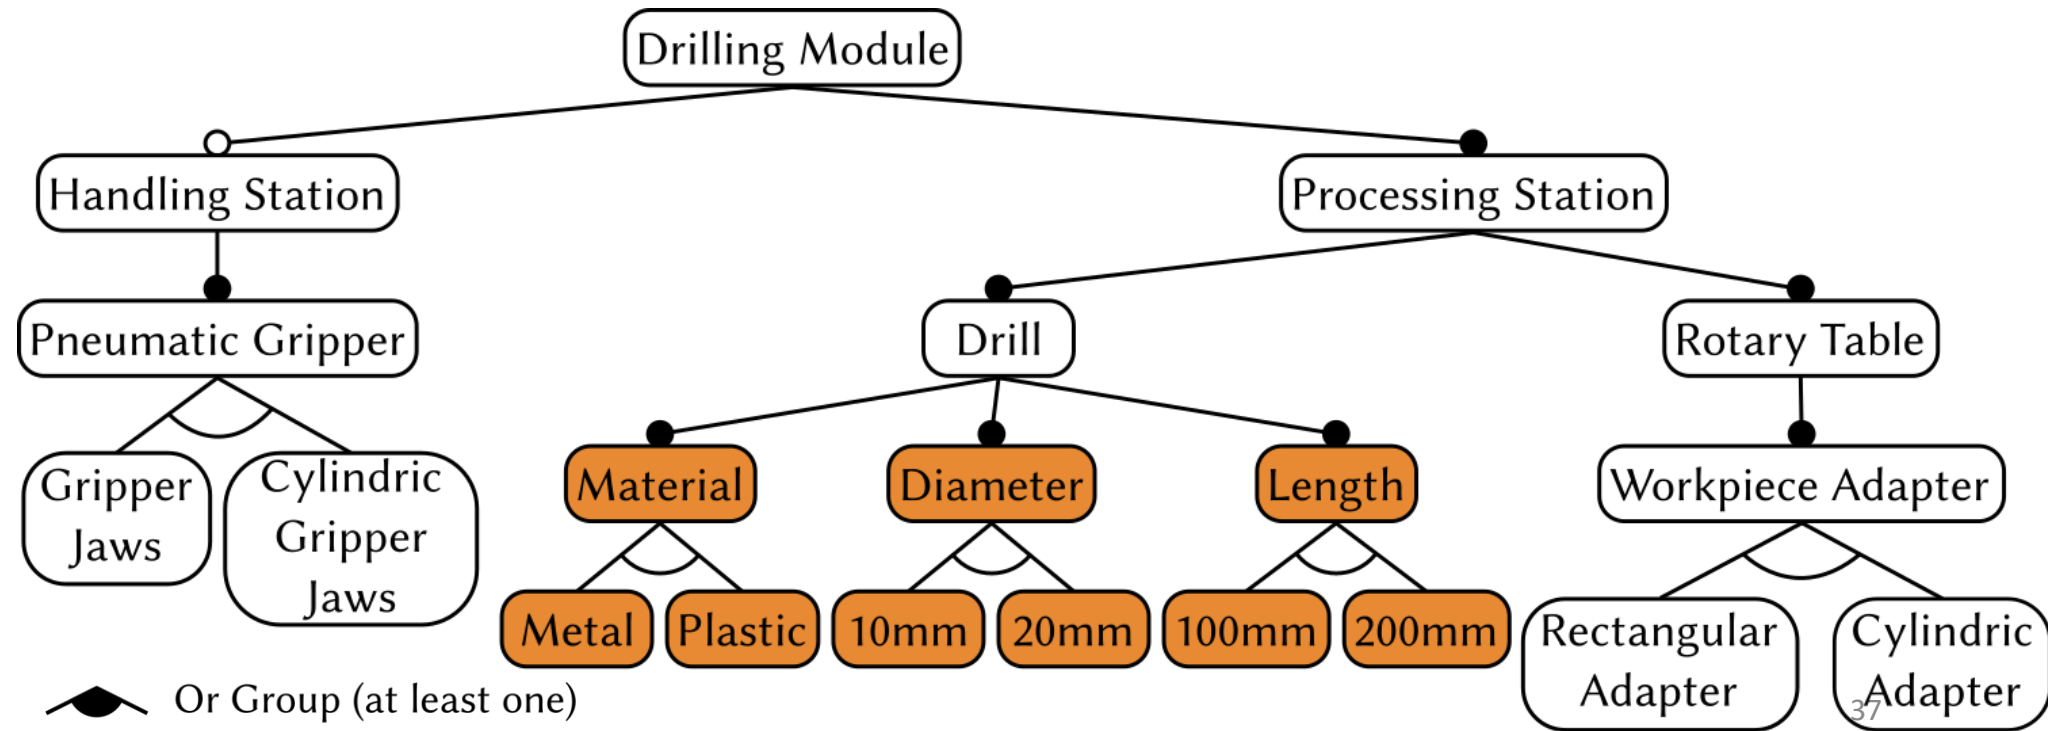 Drilling Module
Handling Station
Processing Station
Pneumatic Gripper
Drill
Rotary Table
Gripper
Jaws
Cylindric
Gripper
Jaws
Material
Diameter
Length
Workpiece Adapter
Metal
Plastic
10mm
20mm
100mm
200mm
Rectangular
Adapter
Cylindric
Adapter
Or Group (at least one)
37